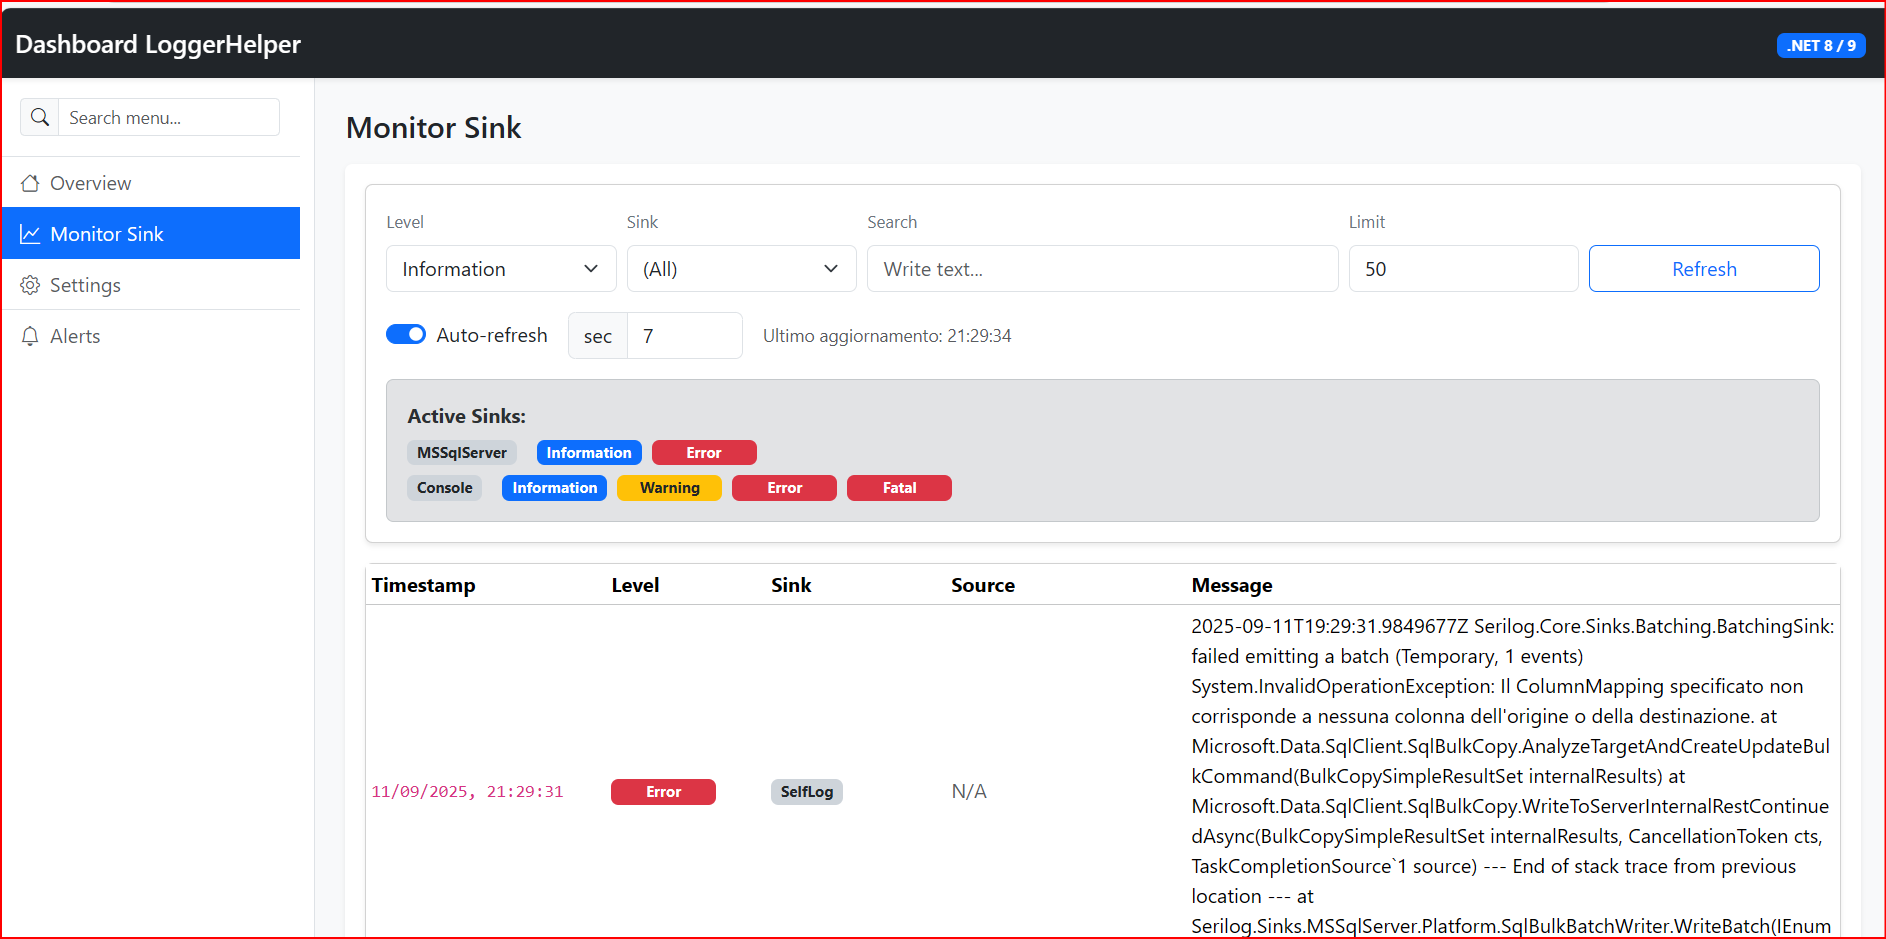 Dashboard LoggerHelper
.NET 8 / 9
Search menu...
Overview
Monitor Sink
Settings
Alerts
Monitor Sink
Level
Sink
Search
Limit
Information
(All)
Write text...
50
Refresh
Auto-refresh
sec
7
Ultimo aggiornamento: 21:29:34
Active Sinks:
MSSqlServer Information Error
Console Information Warning Error Fatal
Timestamp Level Sink Source Message
11/09/2025, 21:29:31 Error SelfLog N/A
2025-09-11T19:29:31.9849677Z Serilog.Core.Sinks.Batching.BatchingSink:
failed emitting a batch (Temporary, 1 events)
System.InvalidOperationException: Il ColumnMapping specificato non
corrisponde a nessuna colonna dell'origine o della destinazione. at
Microsoft.Data.SqlClient.SqlBulkCopy.AnalyzeTargetAndCreateUpdateBul
kCommand(BulkCopySimpleResultSet internalResults) at
Microsoft.Data.SqlClient.SqlBulkCopy.WriteToServerInternalRestContinue
dAsync(BulkCopySimpleResultSet internalResults, CancellationToken cts,
TaskCompletionSource`1 source) --- End of stack trace from previous
location --- at
Serilog.Sinks.MSSqlServer.Platform.SqlBulkBatchWriter.WriteBatch(IEnum